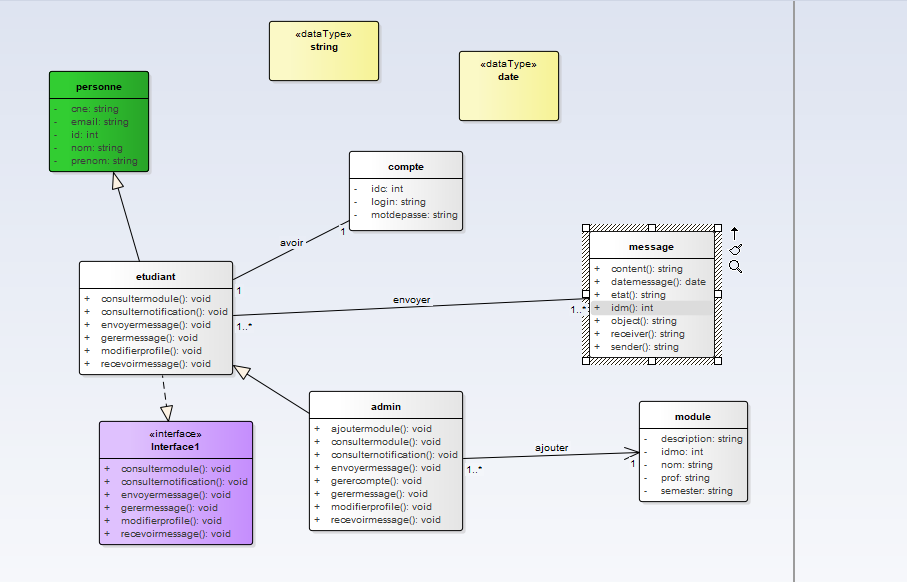 «dataType»
string
«dataType»
date
personne
- cne: string
- email: string
- id: int
- nom: string
- prenom: string
compte
- idc: int
- login: string
- motdepasse: string
avoir
1
1
message
+ content(): string
+ datemessage(): date
+ etat(): string
+ idm(): int
+ object(): string
+ receiver(): string
+ sender(): string
etudiant
+ consultermodule(): void
+ consulternotification(): void
+ envoyermessage(): void
+ gerermessage(): void
+ modifierprofile(): void
+ recevoirmessage(): void
envoyer
1..*
1..*
«interface»
Interface1
+ consultermodule(): void
+ consulternotification(): void
+ envoyermessage(): void
+ gerermessage(): void
+ modifierprofile(): void
+ recevoirmessage(): void
admin
+ ajoutermodule(): void
+ consultermodule(): void
+ consulternotification(): void
+ envoyermessage(): void
+ gerercompte(): void
+ gerermessage(): void
+ modifierprofile(): void
+ recevoirmessage(): void
ajouter
1..*
1
module
- description: string
- idmo: int
- nom: string
- prof: string
- semester: string